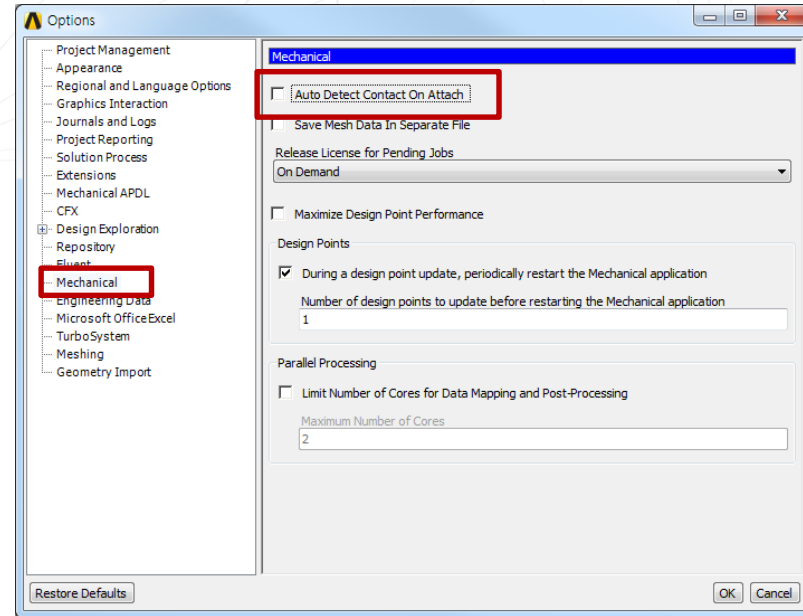 Options
Project Management
Appearance
Regional and Language Options
Graphics Interaction
Journals and Logs
Project Reporting
Solution Process
Extensions
Mechanical APDL
CFX
Design Exploration
Repository
Fluent
Mechanical
Engineering Data
Microsoft Office Excel
TurboSystem
Meshing
Geometry Import
Mechanical
Auto Detect Contact On Attach
Save Mesh Data In Separate File
Release License for Pending Jobs
On Demand
Maximize Design Point Performance
Design Points
During a design point update, periodically restart the Mechanical application
Number of design points to update before restarting the Mechanical application
1
Parallel Processing
Limit Number of Cores for Data Mapping and Post-Processing
Maximum Number of Cores
2
Restore Defaults
OK
Cancel